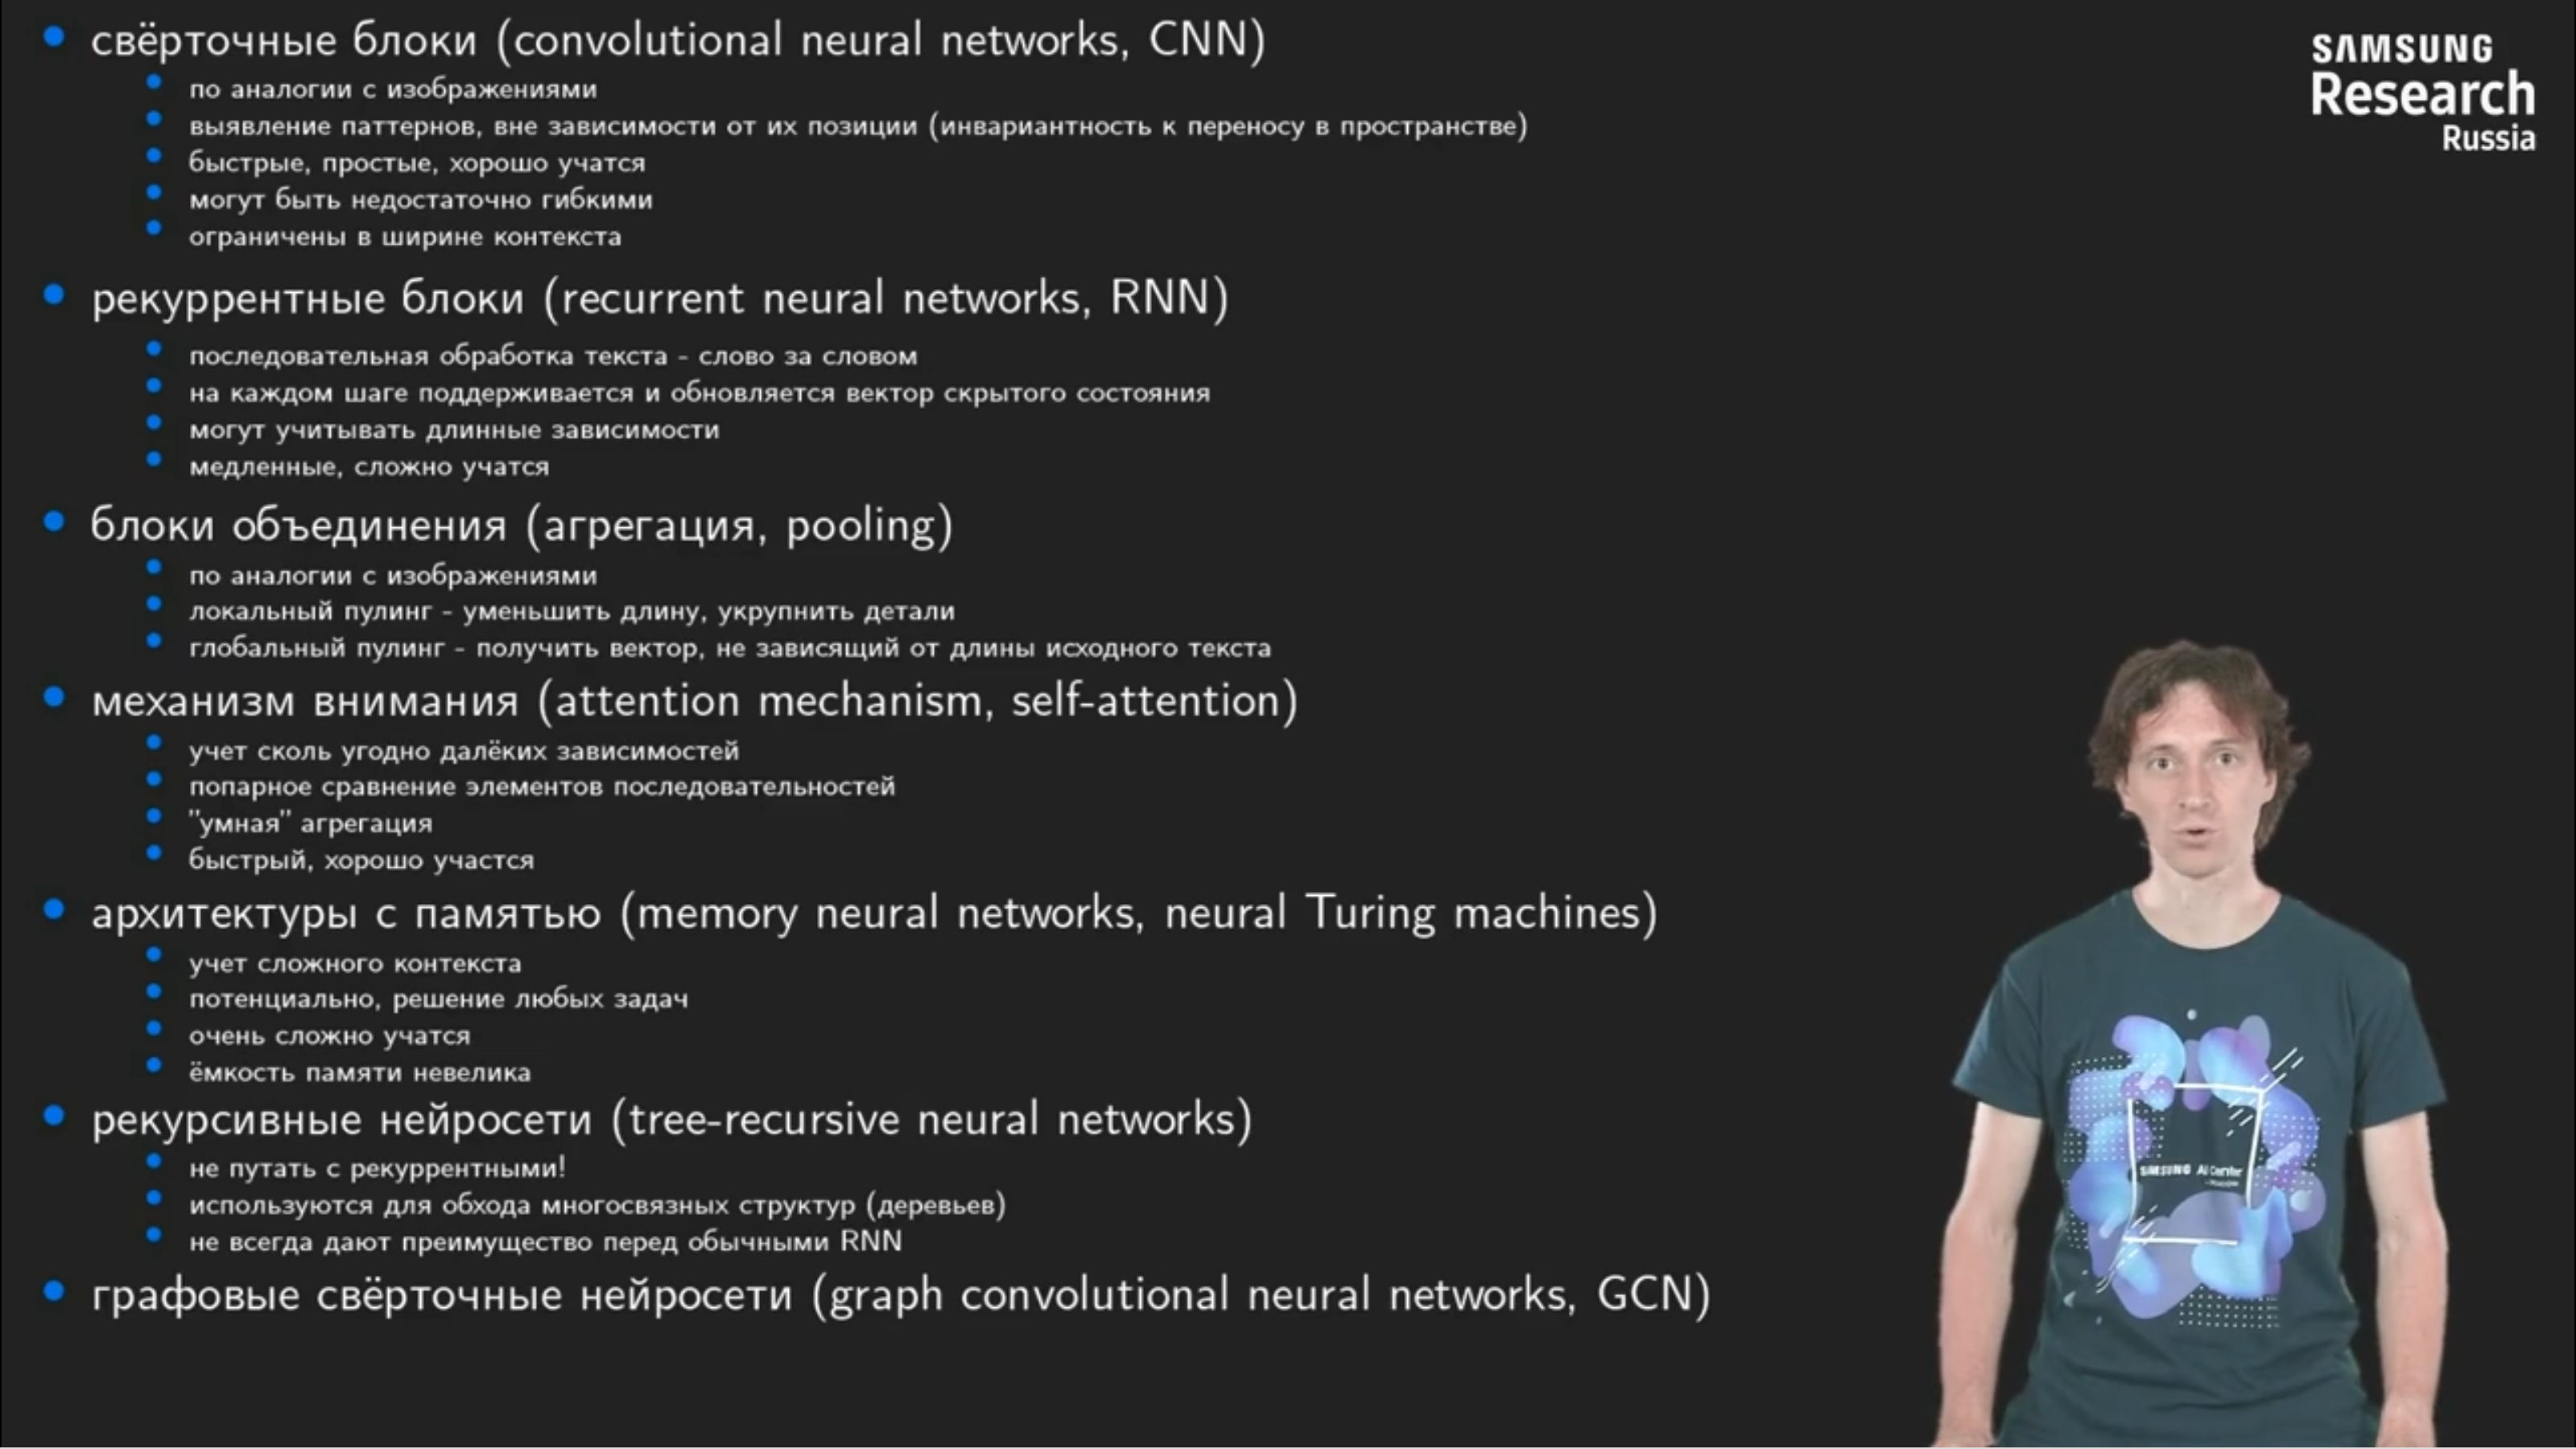 свёрточные блоки (convolutional neural networks, CNN)
по аналогии с изображениями
выявление паттернов, вне зависимости от их позиции (инвариантность к переносу в пространстве)
быстрые, простые, хорошо учатся
могут быть недостаточно гибкими
ограничены в ширине контекста
рекуррентные блоки (recurrent neural networks, RNN)
последовательная обработка текста - слово за словом
на каждом шаге поддерживается и обновляется вектор скрытого состояния
могут учитывать длинные зависимости
медленные, сложно учатся
блоки объединения (агрегация, pooling)
по аналогии с изображениями
локальный пулинг - уменьшить длину, укрупнить детали
глобальный пулинг - получить вектор, не зависящий от длины исходного текста
механизм внимания (attention mechanism, self-attention)
учет сколь угодно далёких зависимостей
попарное сравнение элементов последовательностей
"умная" агрегация
быстрый, хорошо участся
архитектуры с памятью (memory neural networks, neural Turing machines)
учет сложного контекста
потенциально, решение любых задач
очень сложно учатся
ёмкость памяти невелика
рекурсивные нейросети (tree-recursive neural networks)
не путать с рекуррентными!
используются для обхода многосвязных структур (деревьев)
не всегда дают преимущество перед обычными RNN
графовые свёрточные нейросети (graph convolutional neural networks, GCN)
SAMSUNG
Research
Russia
SAMSUNG AI Center